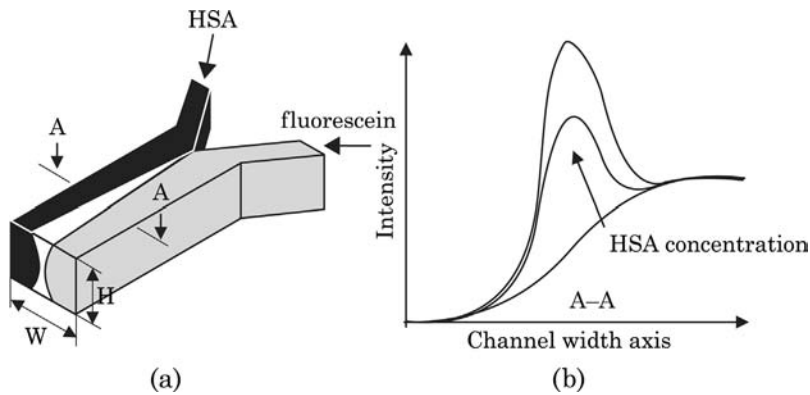 HSA
A
fluorescein
A
H
W
(a)
Intensity
HSA concentration
A–A
Channel width axis
(b)